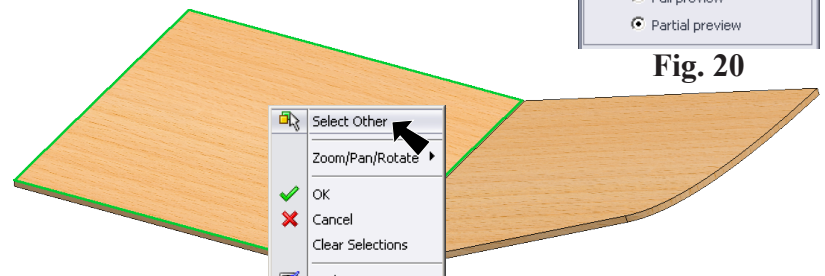 Partial preview
Fig. 20
Select Other
Zoom/Pan/Rotate
OK
Cancel
Clear Selections